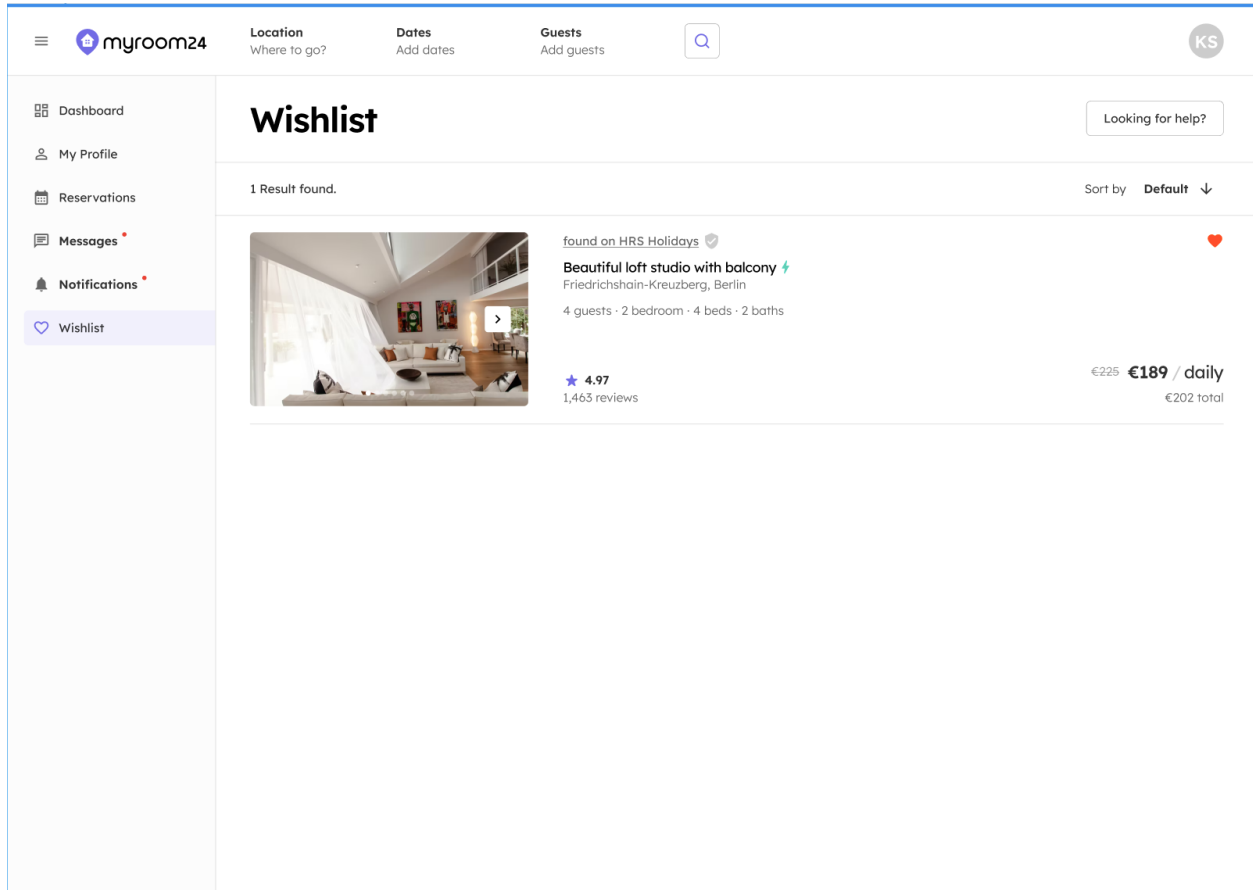 myroom24
Location
Where to go?
Dates
Add dates
Guests
Add guests
KS
Dashboard
My Profile
Reservations
Messages
Notifications
Wishlist
Wishlist
Looking for help?
1 Result found.
Sort by Default
found on HRS Holidays
Beautiful loft studio with balcony
Friedrichshain-Kreuzberg, Berlin
4 guests · 2 bedroom · 4 beds · 2 baths
4.97
1,463 reviews
€225 €189 / daily
€202 total